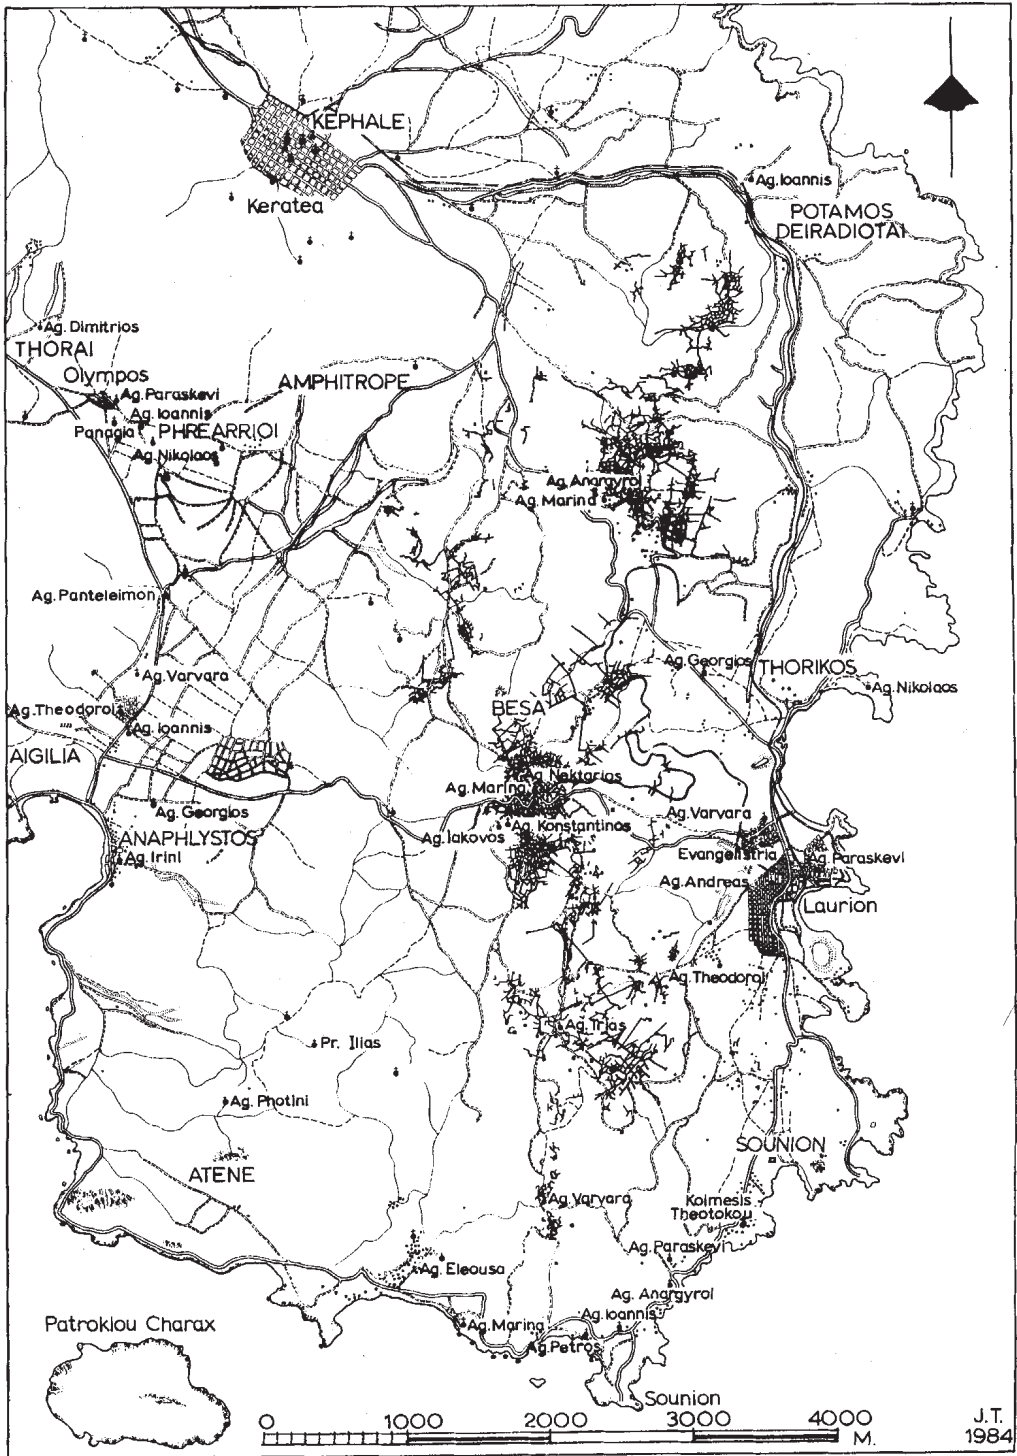 KEPHALE
Keratea
Ag. Ioannis
POTAMOS
DEIRADIOTAI
Ag. Dimitrios
THORAI
Olympos
AMPHITROPE
Ag. Paraskevi
Ag. Ioannis
Panagia
PHREARRIOI
Ag. Nikolaos
Ag. Anargyroi
Ag. Marina
Ag. Panteleimon
Ag. Georgios
THORIKOS
Ag. Varvara
Ag. Nikolaos
Ag. Theodoroi
BESA
Ag. Ioannis
AIGILIA
Ag. Nektarios
Ag. Marina
Ag. Georgios
Ag. Varvara
Ag. Konstantinos
ANAPHLYSTOS
Ag. Iakovos
Ag. Irini
Evangelistria
Ag. Paraskevi
Ag. Andreas
Laurion
Ag. Theodoroi
Ag. Trias
Pr. Ilias
Ag. Photini
SOUNION
ATENE
Ag. Varvara
Koimesis
Theotokou
Ag. Paraskevi
Ag. Eleousa
Ag. Anargyroi
Ag. Ioannis
Patroklou Charax
Ag. Marina
Ag. Petros
Sounion
0 1000 2000 3000 4000
M.
J.T.
1984